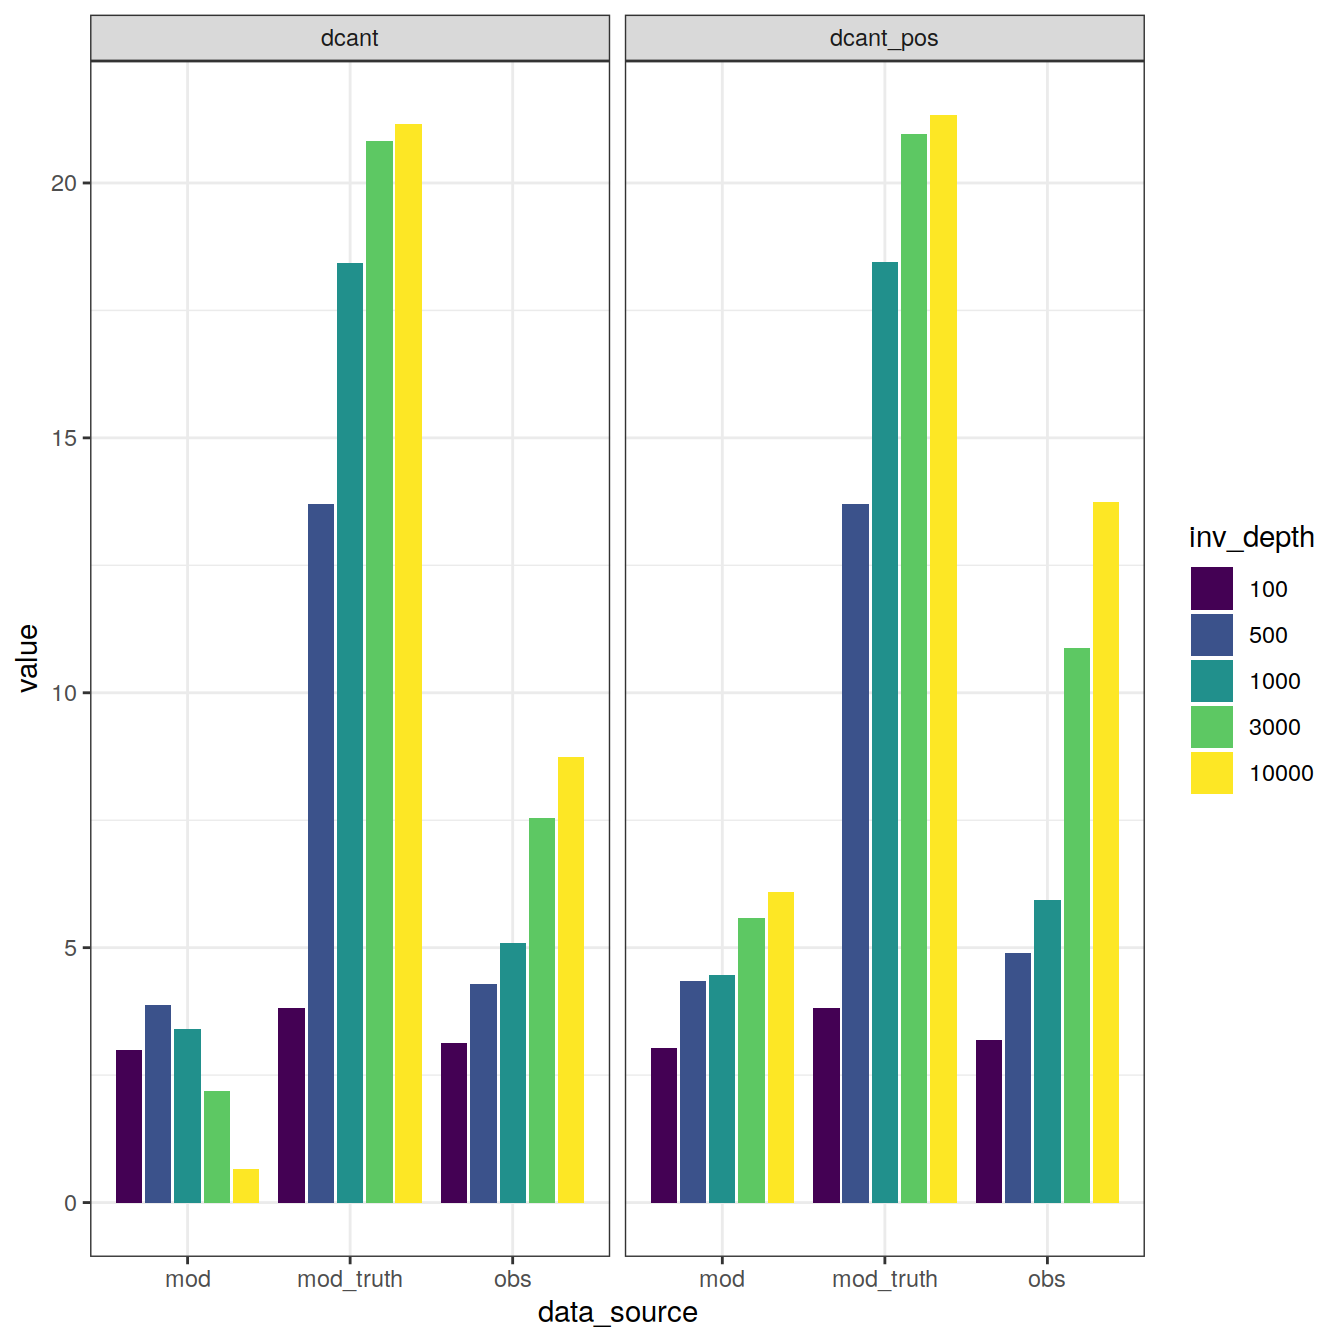 dcant
dcant_pos
20
15
10
5
0
value
mod
mod_truth
obs
mod
mod_truth
obs
data_source
inv_depth
100
500
1000
3000
10000